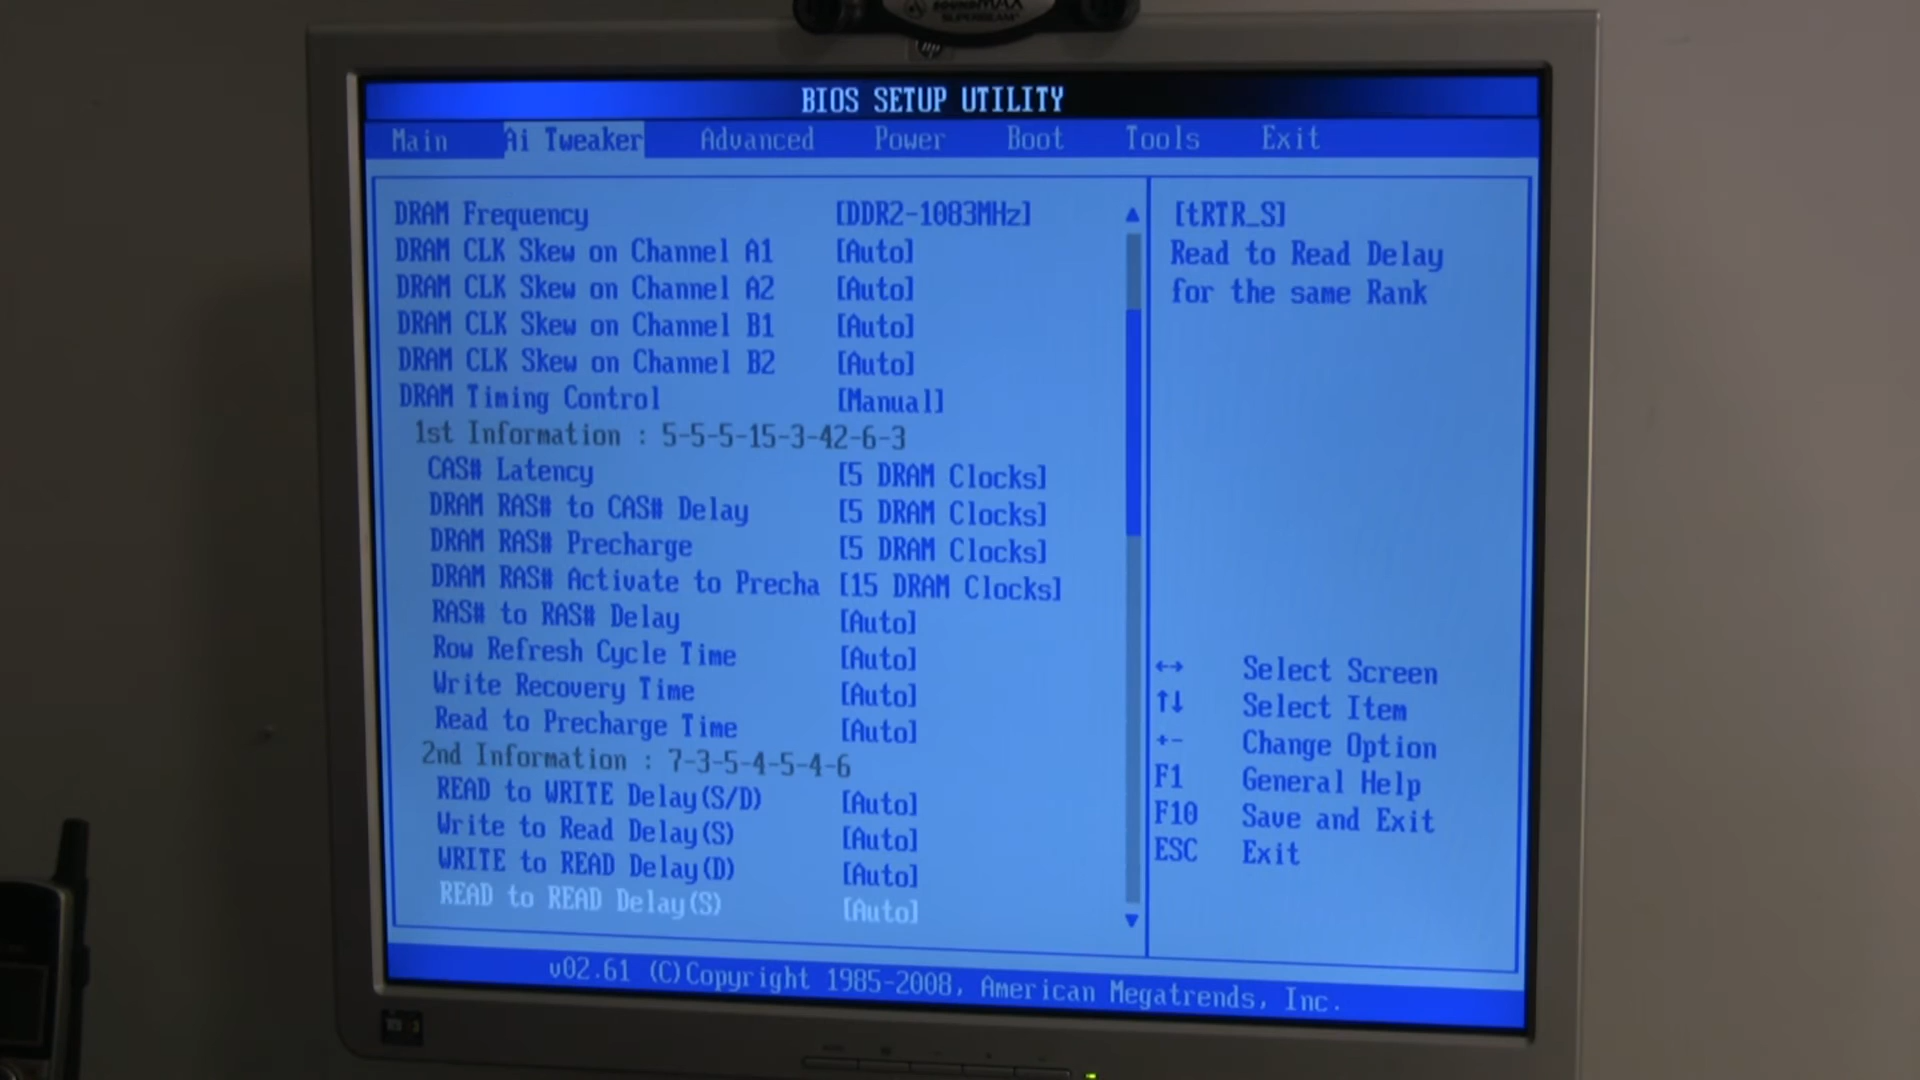 soundMAX
SUPERBEAM
hp
BIOS SETUP UTILITY
Main Ai Tweaker Advanced Power Boot Tools Exit
DRAM Frequency [DDR2-1083MHz]
DRAM CLK Skew on Channel A1 [Auto]
DRAM CLK Skew on Channel A2 [Auto]
DRAM CLK Skew on Channel B1 [Auto]
DRAM CLK Skew on Channel B2 [Auto]
DRAM Timing Control [Manual]
1st Information : 5-5-5-15-3-42-6-3
CAS# Latency [5 DRAM Clocks]
DRAM RAS# to CAS# Delay [5 DRAM Clocks]
DRAM RAS# Precharge [5 DRAM Clocks]
DRAM RAS# Activate to Precha [15 DRAM Clocks]
RAS# to RAS# Delay [Auto]
Row Refresh Cycle Time [Auto]
Write Recovery Time [Auto]
Read to Precharge Time [Auto]
2nd Information : 7-3-5-4-5-4-6
READ to WRITE Delay(S/D) [Auto]
Write to Read Delay(S) [Auto]
WRITE to READ Delay(D) [Auto]
READ to READ Delay(S) [Auto]
[tRTR_S]
Read to Read Delay
for the same Rank
↔ Select Screen
↑↓ Select Item
+- Change Option
F1 General Help
F10 Save and Exit
ESC Exit
v02.61 (C)Copyright 1985-2008, American Megatrends, Inc.